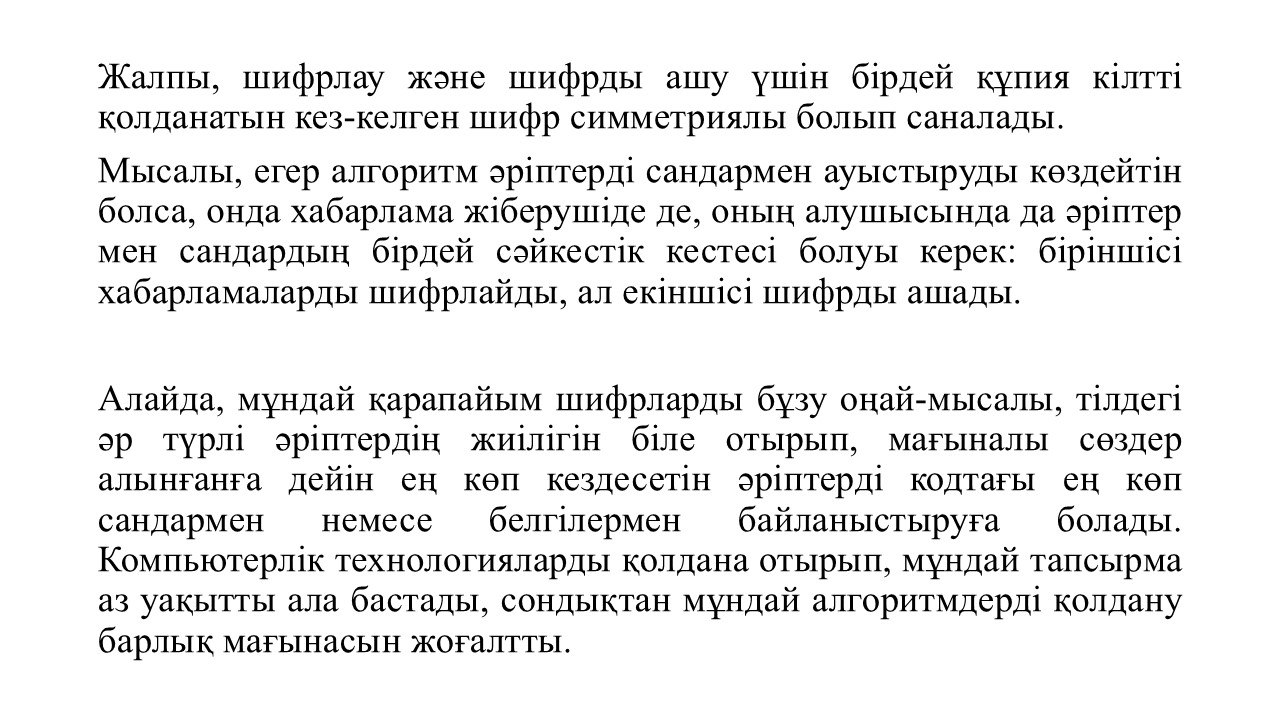 Жалпы, шифрлау және шифрды ашу үшін бірдей құпия кілтті
қолданатын кез-келген шифр симметриялы болып саналады.
Мысалы, егер алгоритм әріптерді сандармен ауыстыруды көздейтін
болса, онда хабарлама жіберушіде де, оның алушысында да әріптер
мен сандардың бірдей сәйкестік кестесі болуы керек: біріншісі
хабарламаларды шифрлайды, ал екіншісі шифрды ашады.
Алайда, мұндай қарапайым шифрларды бұзу оңай-мысалы, тілдегі
әр түрлі әріптердің жиілігін біле отырып, мағыналы сөздер
алынғанға дейін ең көп кездесетін әріптерді кодтағы ең көп
сандармен немесе белгілермен байланыстыруға болады.
Компьютерлік технологияларды қолдана отырып, мұндай тапсырма
аз уақытты ала бастады, сондықтан мұндай алгоритмдерді қолдану
барлық мағынасын жоғалтты.